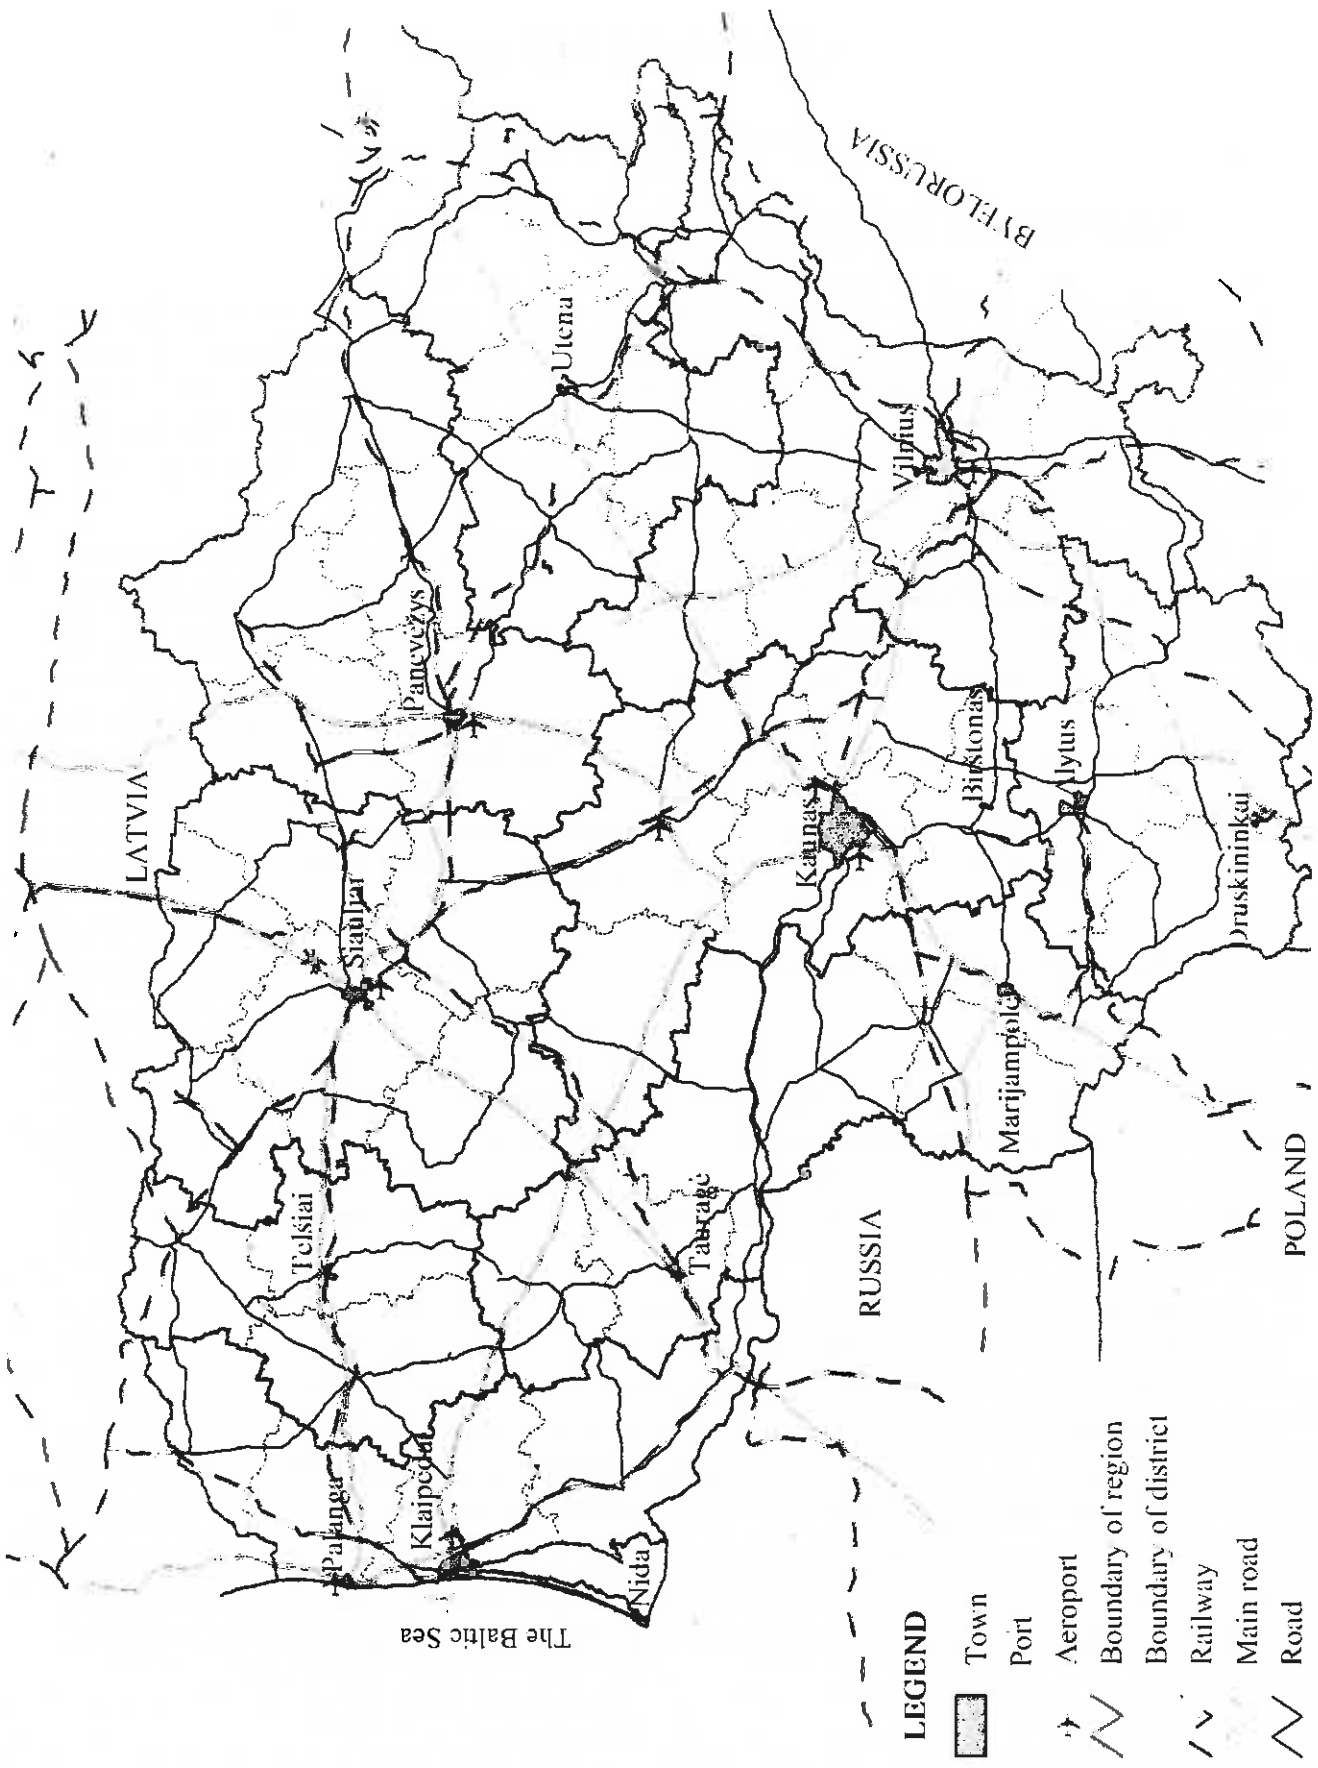 LATVIA
Palanga
Telšiai
Šiauliai
Panevėžys
Klaipėda
The Baltic Sea
Utena
Nida
Tauragė
Kaunas
RUSSIA
Vilnius
BYELORUSSIA
Birštonas
Marijampolė
Alytus
Druskininkai
POLAND
LEGEND
Town
Port
Aeroport
Boundary of region
Boundary of district
Railway
Main road
Road